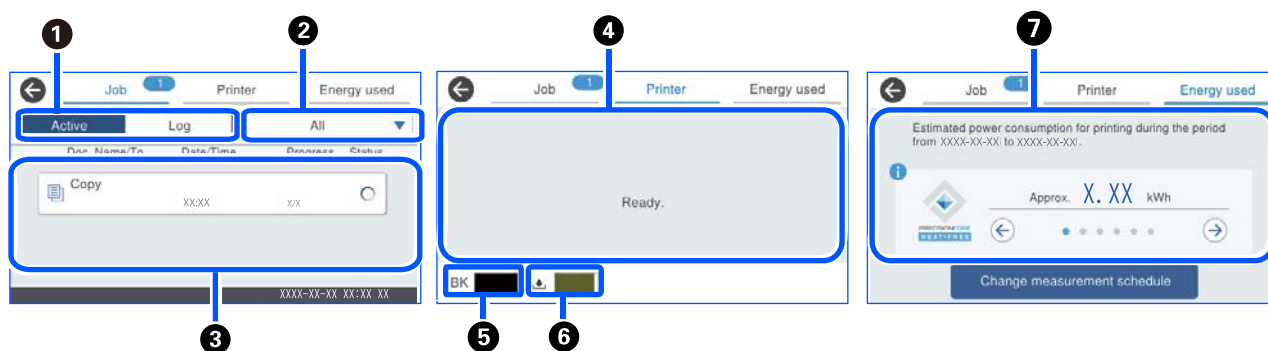 1
2
4
7
Job 1 Printer Energy used
Active Log All
Doc. Name/To Date/Time Progress Status
Copy
XX:XX X/X
XXXX-XX-XX XX:XX XX
3
Job 1 Printer Energy used
Ready.
BK
5
6
Job 1 Printer Energy used
Estimated power consumption for printing during the period
from XXXX-XX-XX to XXXX-XX-XX.
i
Approx. X.XX kWh
PRECISIONCORE
HEAT-FREE
Change measurement schedule